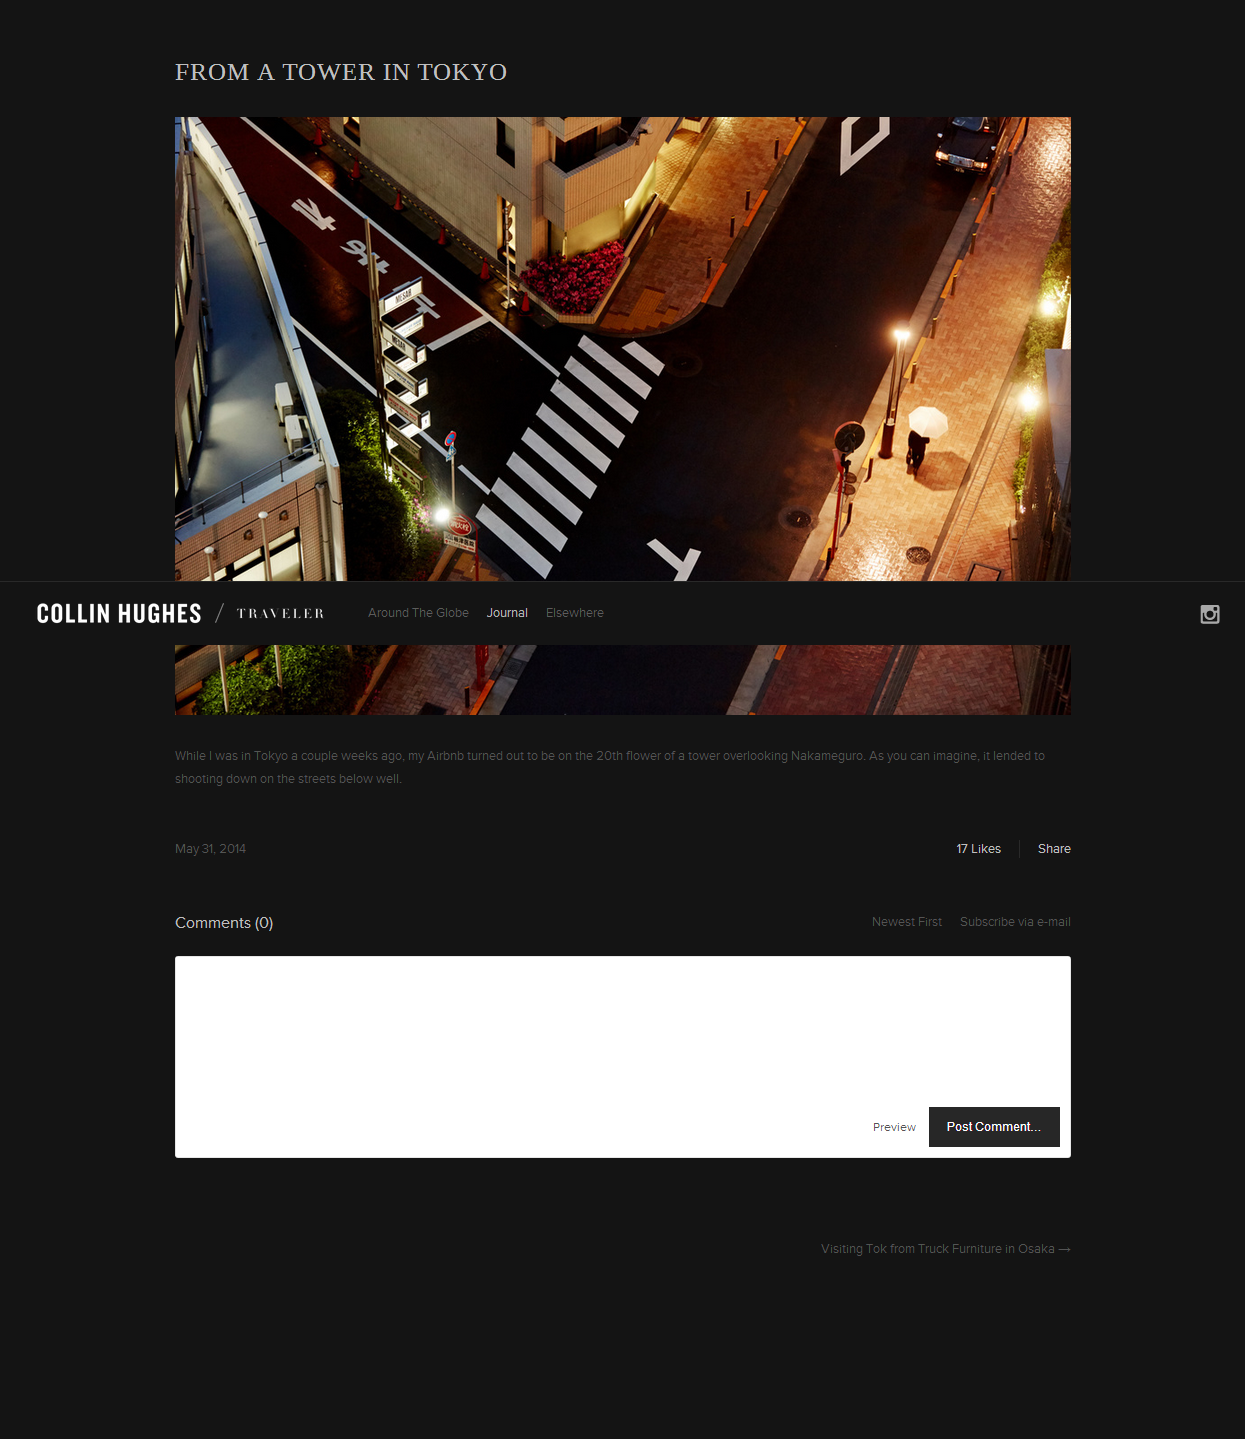 FROM A TOWER IN TOKYO
MESAR
MESAR
COLLIN HUGHES / TRAVELER Around The Globe Journal Elsewhere
While I was in Tokyo a couple weeks ago, my Airbnb turned out to be on the 20th flower of a tower overlooking Nakameguro. As you can imagine, it lended to
shooting down on the streets below well.
May 31, 2014 17 Likes Share
Comments (0) Newest First Subscribe via e-mail
Preview Post Comment...
Visiting Tok from Truck Furniture in Osaka →